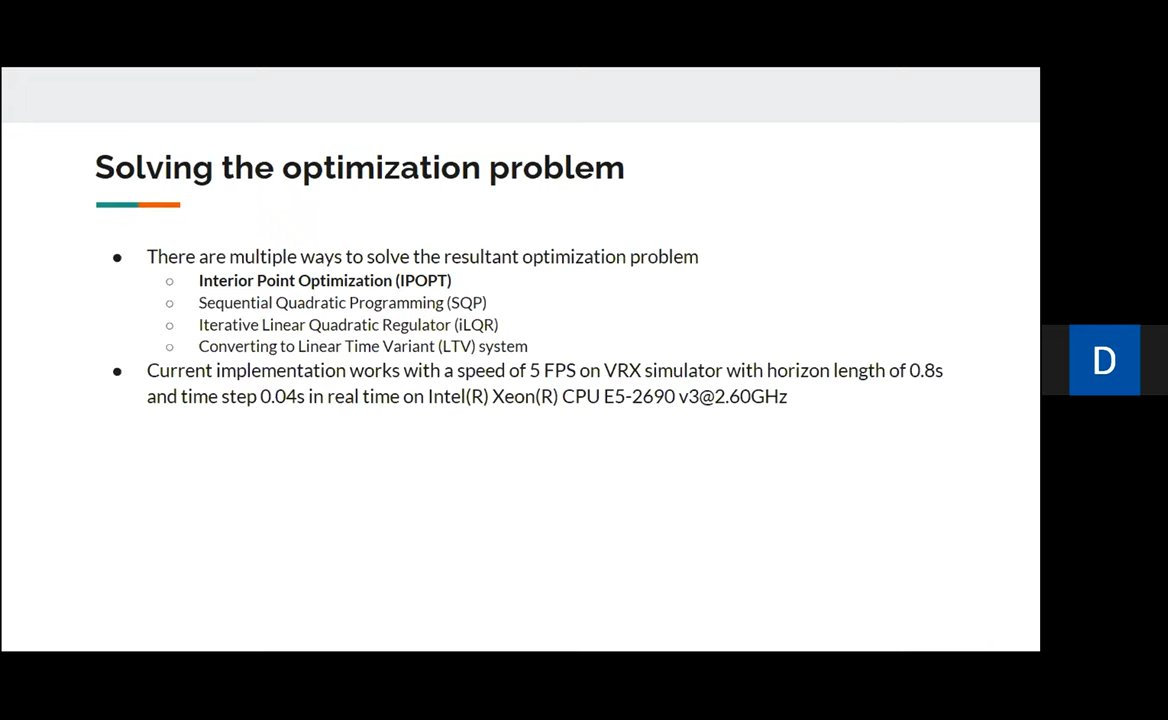 Solving the optimization problem
● There are multiple ways to solve the resultant optimization problem
○ Interior Point Optimization (IPOPT)
○ Sequential Quadratic Programming (SQP)
○ Iterative Linear Quadratic Regulator (iLQR)
○ Converting to Linear Time Variant (LTV) system
● Current implementation works with a speed of 5 FPS on VRX simulator with horizon length of 0.8s
and time step 0.04s in real time on Intel(R) Xeon(R) CPU E5-2690 v3@2.60GHz
D